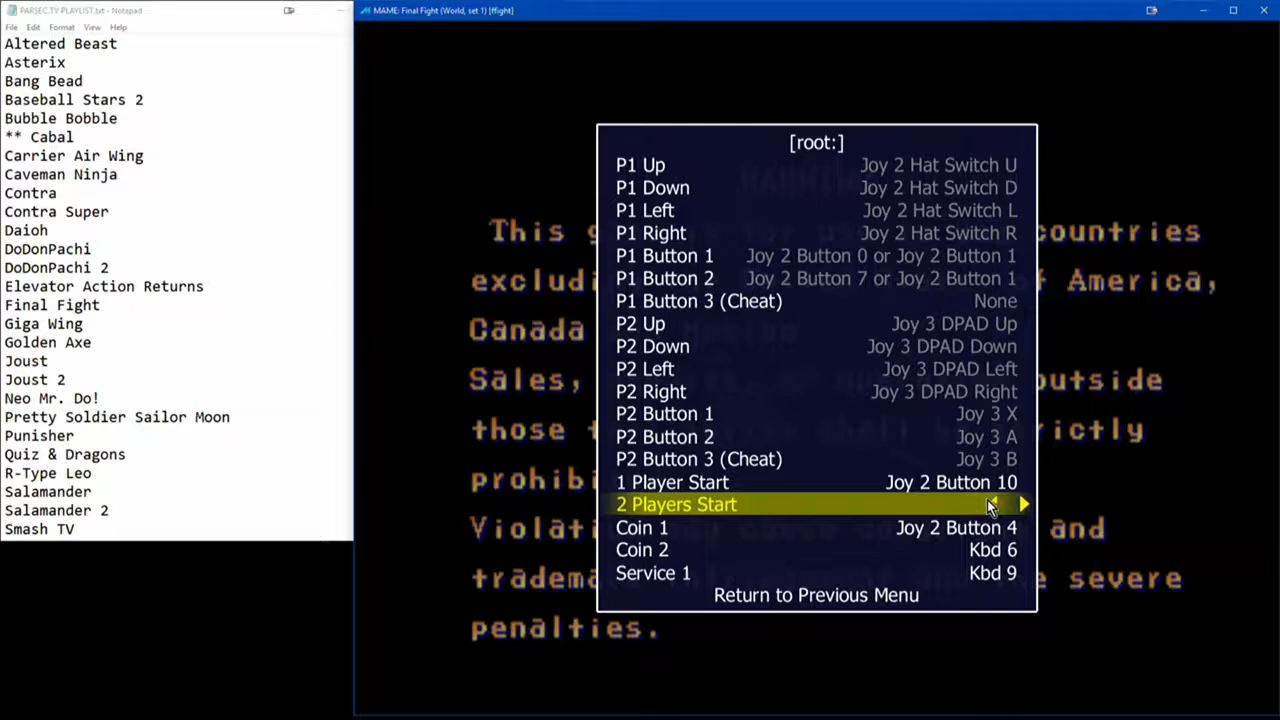 PARSEC.TV PLAYLIST.txt - Notepad
File Edit Format View Help
Altered Beast
Asterix
Bang Bead
Baseball Stars 2
Bubble Bobble
** Cabal
Carrier Air Wing
Caveman Ninja
Contra
Contra Super
Daioh
DoDonPachi
DoDonPachi 2
Elevator Action Returns
Final Fight
Giga Wing
Golden Axe
Joust
Joust 2
Neo Mr. Do!
Pretty Soldier Sailor Moon
Punisher
Quiz & Dragons
R-Type Leo
Salamander
Salamander 2
Smash TV
MAME: Final Fight (World, set 1) [ffight]
[root:]
P1 Up Joy 2 Hat Switch U
P1 Down Joy 2 Hat Switch D
P1 Left Joy 2 Hat Switch L
P1 Right Joy 2 Hat Switch R
P1 Button 1 Joy 2 Button 0 or Joy 2 Button 1
P1 Button 2 Joy 2 Button 7 or Joy 2 Button 1
P1 Button 3 (Cheat) None
P2 Up Joy 3 DPAD Up
P2 Down Joy 3 DPAD Down
P2 Left Joy 3 DPAD Left
P2 Right Joy 3 DPAD Right
P2 Button 1 Joy 3 X
P2 Button 2 Joy 3 A
P2 Button 3 (Cheat) Joy 3 B
1 Player Start Joy 2 Button 10
2 Players Start
Coin 1 Joy 2 Button 4
Coin 2 Kbd 6
Service 1 Kbd 9
Return to Previous Menu
This countries
America,
Canada
Sales, outside
those
prohibi
and
tradem severe
penalties.